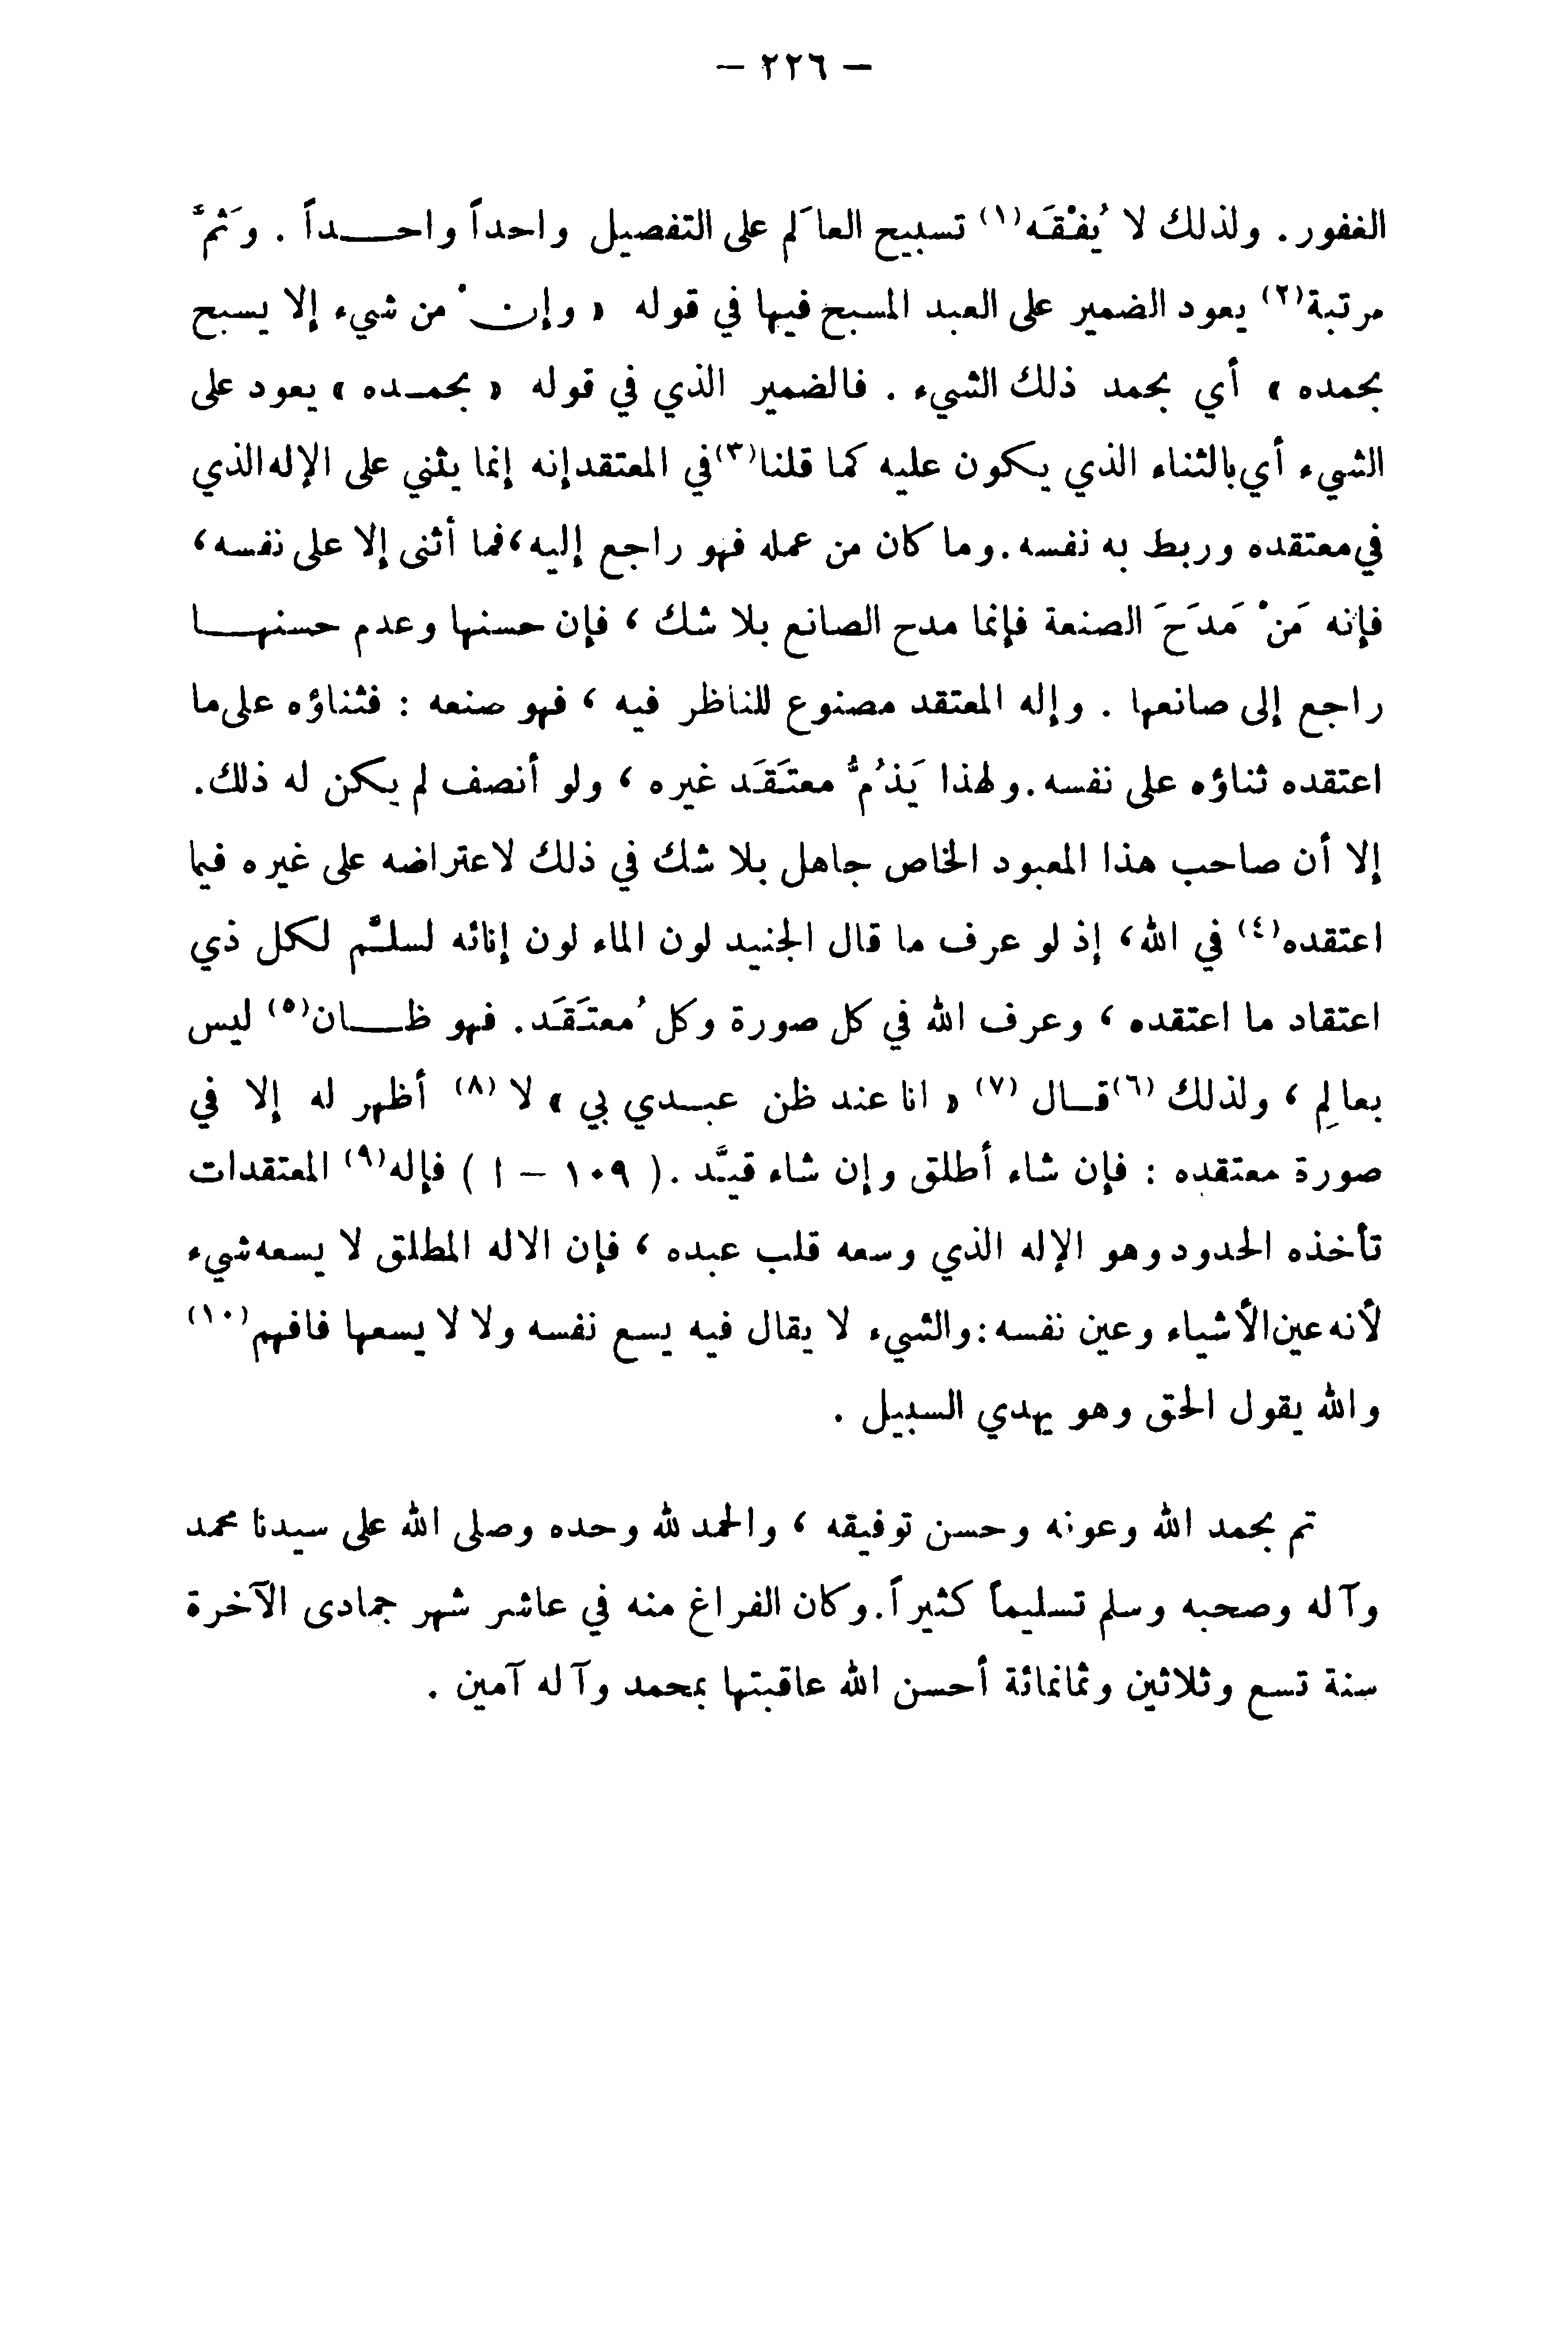 — ٢٢٦ —
الغفور . ولذلك لا يُفْقَه(١) تسبيح العالَم على التفصيل واحداً واحـــداً . وثَمَّ
مرتبة(٢) يعود الضمير على العبد المسبح فيها في قوله « وإنْ من شيء إلا يسبح
بحمده » أي بحمد ذلك الشيء . فالضمير الذي في قوله « بحمـده » يعود على
الشيء أي بالثناء الذي يكون عليه كما قلنا(٣) في المعتقد إنه إنما يثني على الإله الذي
في معتقده وربط به نفسه . وما كان من عمله فهو راجع إليه ، فما أثنى إلا على نفسه ،
فإنه مَنْ مَدَحَ الصنعة فإنما مدح الصانع بلا شك ، فإن حسنها وعدم حسنهـــا
راجع إلى صانعها . وإله المعتقد مصنوع للناظر فيه ، فهو صنعه : فثناؤه على ما
اعتقده ثناؤه على نفسه . ولهذا يَذُمُّ معتَقَد غيره ، ولو أنصف لم يكن له ذلك .
إلا أن صاحب هذا المعبود الخاص جاهل بلا شك في ذلك لاعتراضه على غيره فيما
اعتقده(٤) في الله ، إذ لو عرف ما قال الجنيد لون الماء لون إنائه لسلَّم لكل ذي
اعتقاد ما اعتقده ، وعرف الله في كل صورة وكل مُعتَقَد . فهو ظـــان(٥) ليس
بعالِم ، ولذلك (٦) قـال (٧) « انا عند ظن عبـدي بي » لا (٨) أظهر له إلا في
صورة معتقده : فإن شاء أطلق وإن شاء قيَّد . ( ١٠٩ – ا ) فإله(٩) المعتقدات
تأخذه الحدود وهو الإله الذي وسعه قلب عبده ، فإن الاله المطلق لا يسعه شيء
لأنه عين الأشياء وعين نفسه : والشيء لا يقال فيه يسع نفسه ولا لا يسعها فافهم(١٠)
والله يقول الحق وهو يهدي السبيل .
تم بحمد الله وعونه وحسن توفيقه ، والحمد لله وحده وصلى الله على سيدنا محمد
وآله وصحبه وسلم تسليماً كثيراً . وكان الفراغ منه في عاشر شهر جمادى الآخرة
سنة تسع وثلاثين وثمانمائة أحسن الله عاقبتها بمحمد وآله آمين .